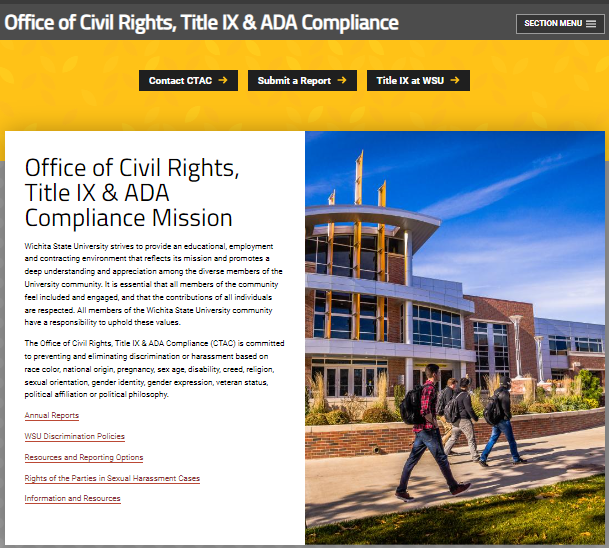 Office of Civil Rights, Title IX & ADA Compliance
SECTION MENU
Contact CTAC
Submit a Report
Title IX at WSU
Office of Civil Rights,
Title IX & ADA
Compliance Mission
Wichita State University strives to provide an educational, employment
and contracting environment that reflects its mission and promotes a
deep understanding and appreciation among the diverse members of the
University community. It is essential that all members of the community
feel included and engaged, and that the contributions of all individuals
are respected. All members of the Wichita State University community
have a responsibility to uphold these values.
The Office of Civil Rights, Title IX & ADA Compliance (CTAC) is committed
to preventing and eliminating discrimination or harassment based on
race color, national origin, pregnancy, sex age, disability, creed, religion,
sexual orientation, gender identity, gender expression, veteran status,
political affiliation or political philosophy.
Annual Reports
WSU Discrimination Policies
Resources and Reporting Options
Rights of the Parties in Sexual Harassment Cases
Information and Resources